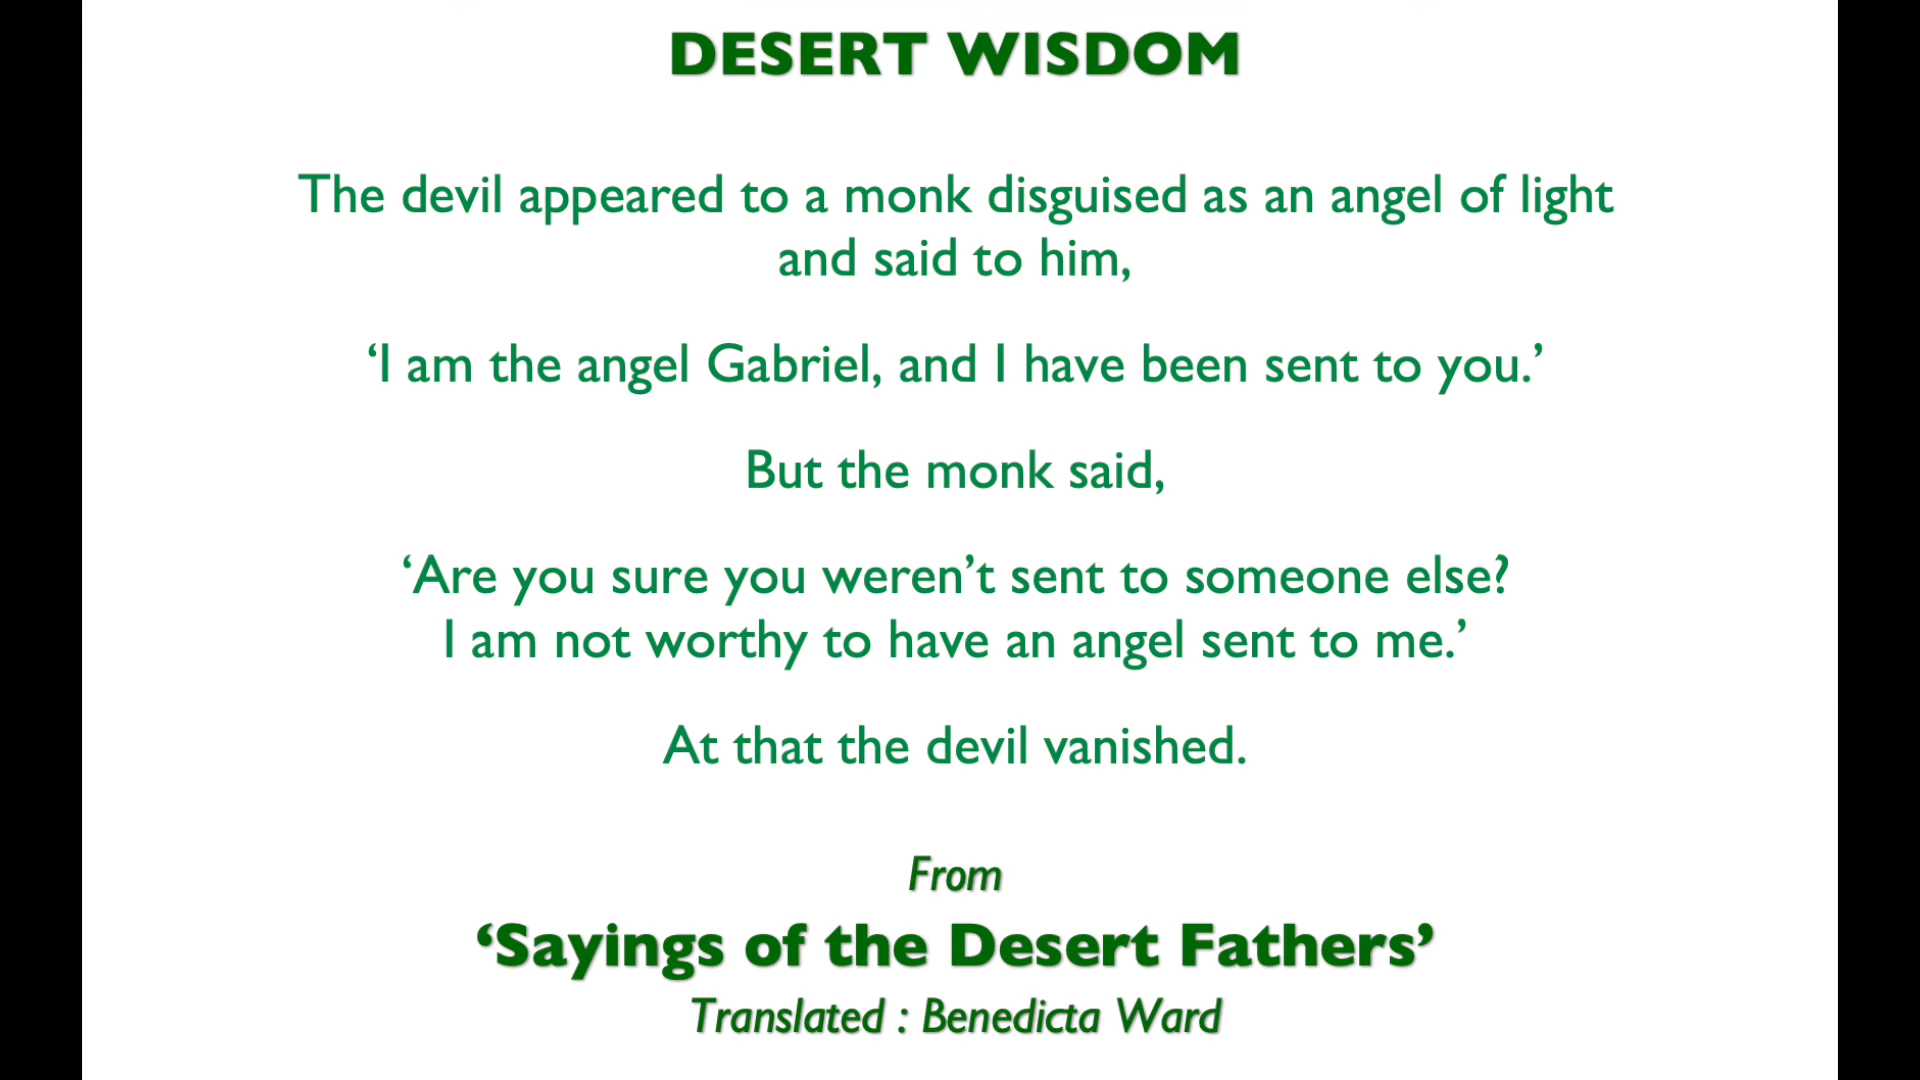 DESERT WISDOM
The devil appeared to a monk disguised as an angel of light
and said to him,
‘I am the angel Gabriel, and I have been sent to you.’
But the monk said,
‘Are you sure you weren’t sent to someone else?
I am not worthy to have an angel sent to me.’
At that the devil vanished.
From
‘Sayings of the Desert Fathers’
Translated : Benedicta Ward